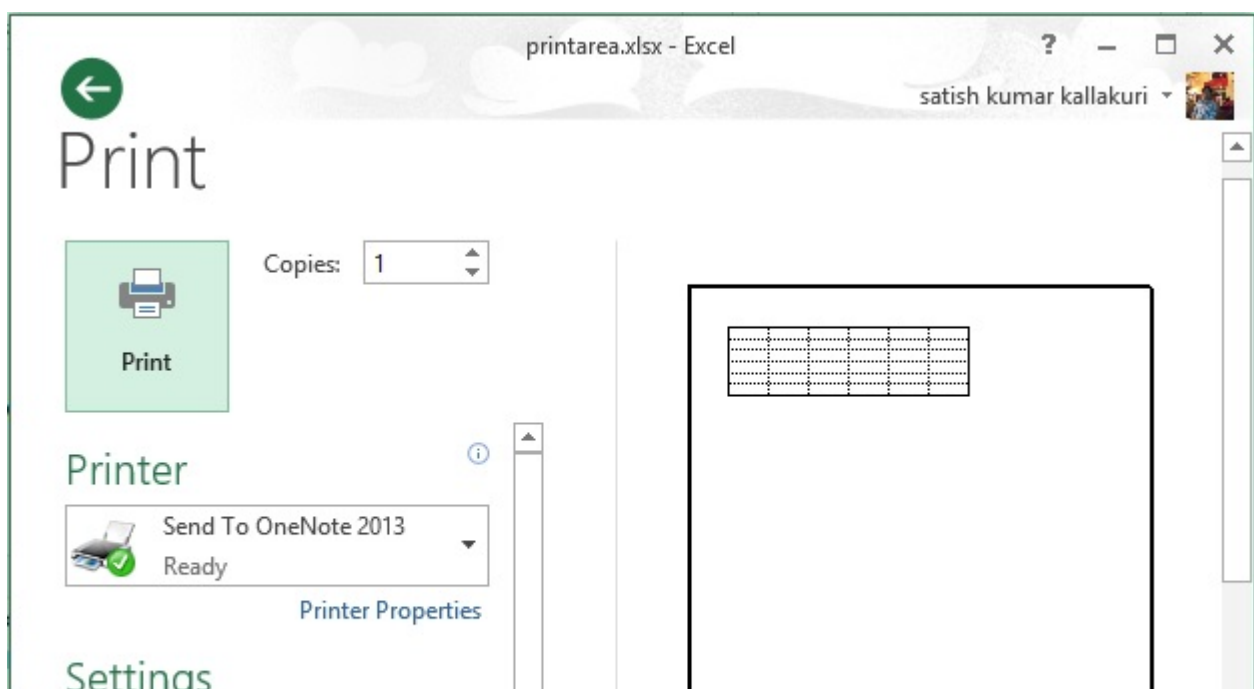 printarea.xlsx - Excel
?
satish kumar kallakuri
Print
Copies: 1
Print
Printer
Send To OneNote 2013
Ready
Printer Properties
Settings